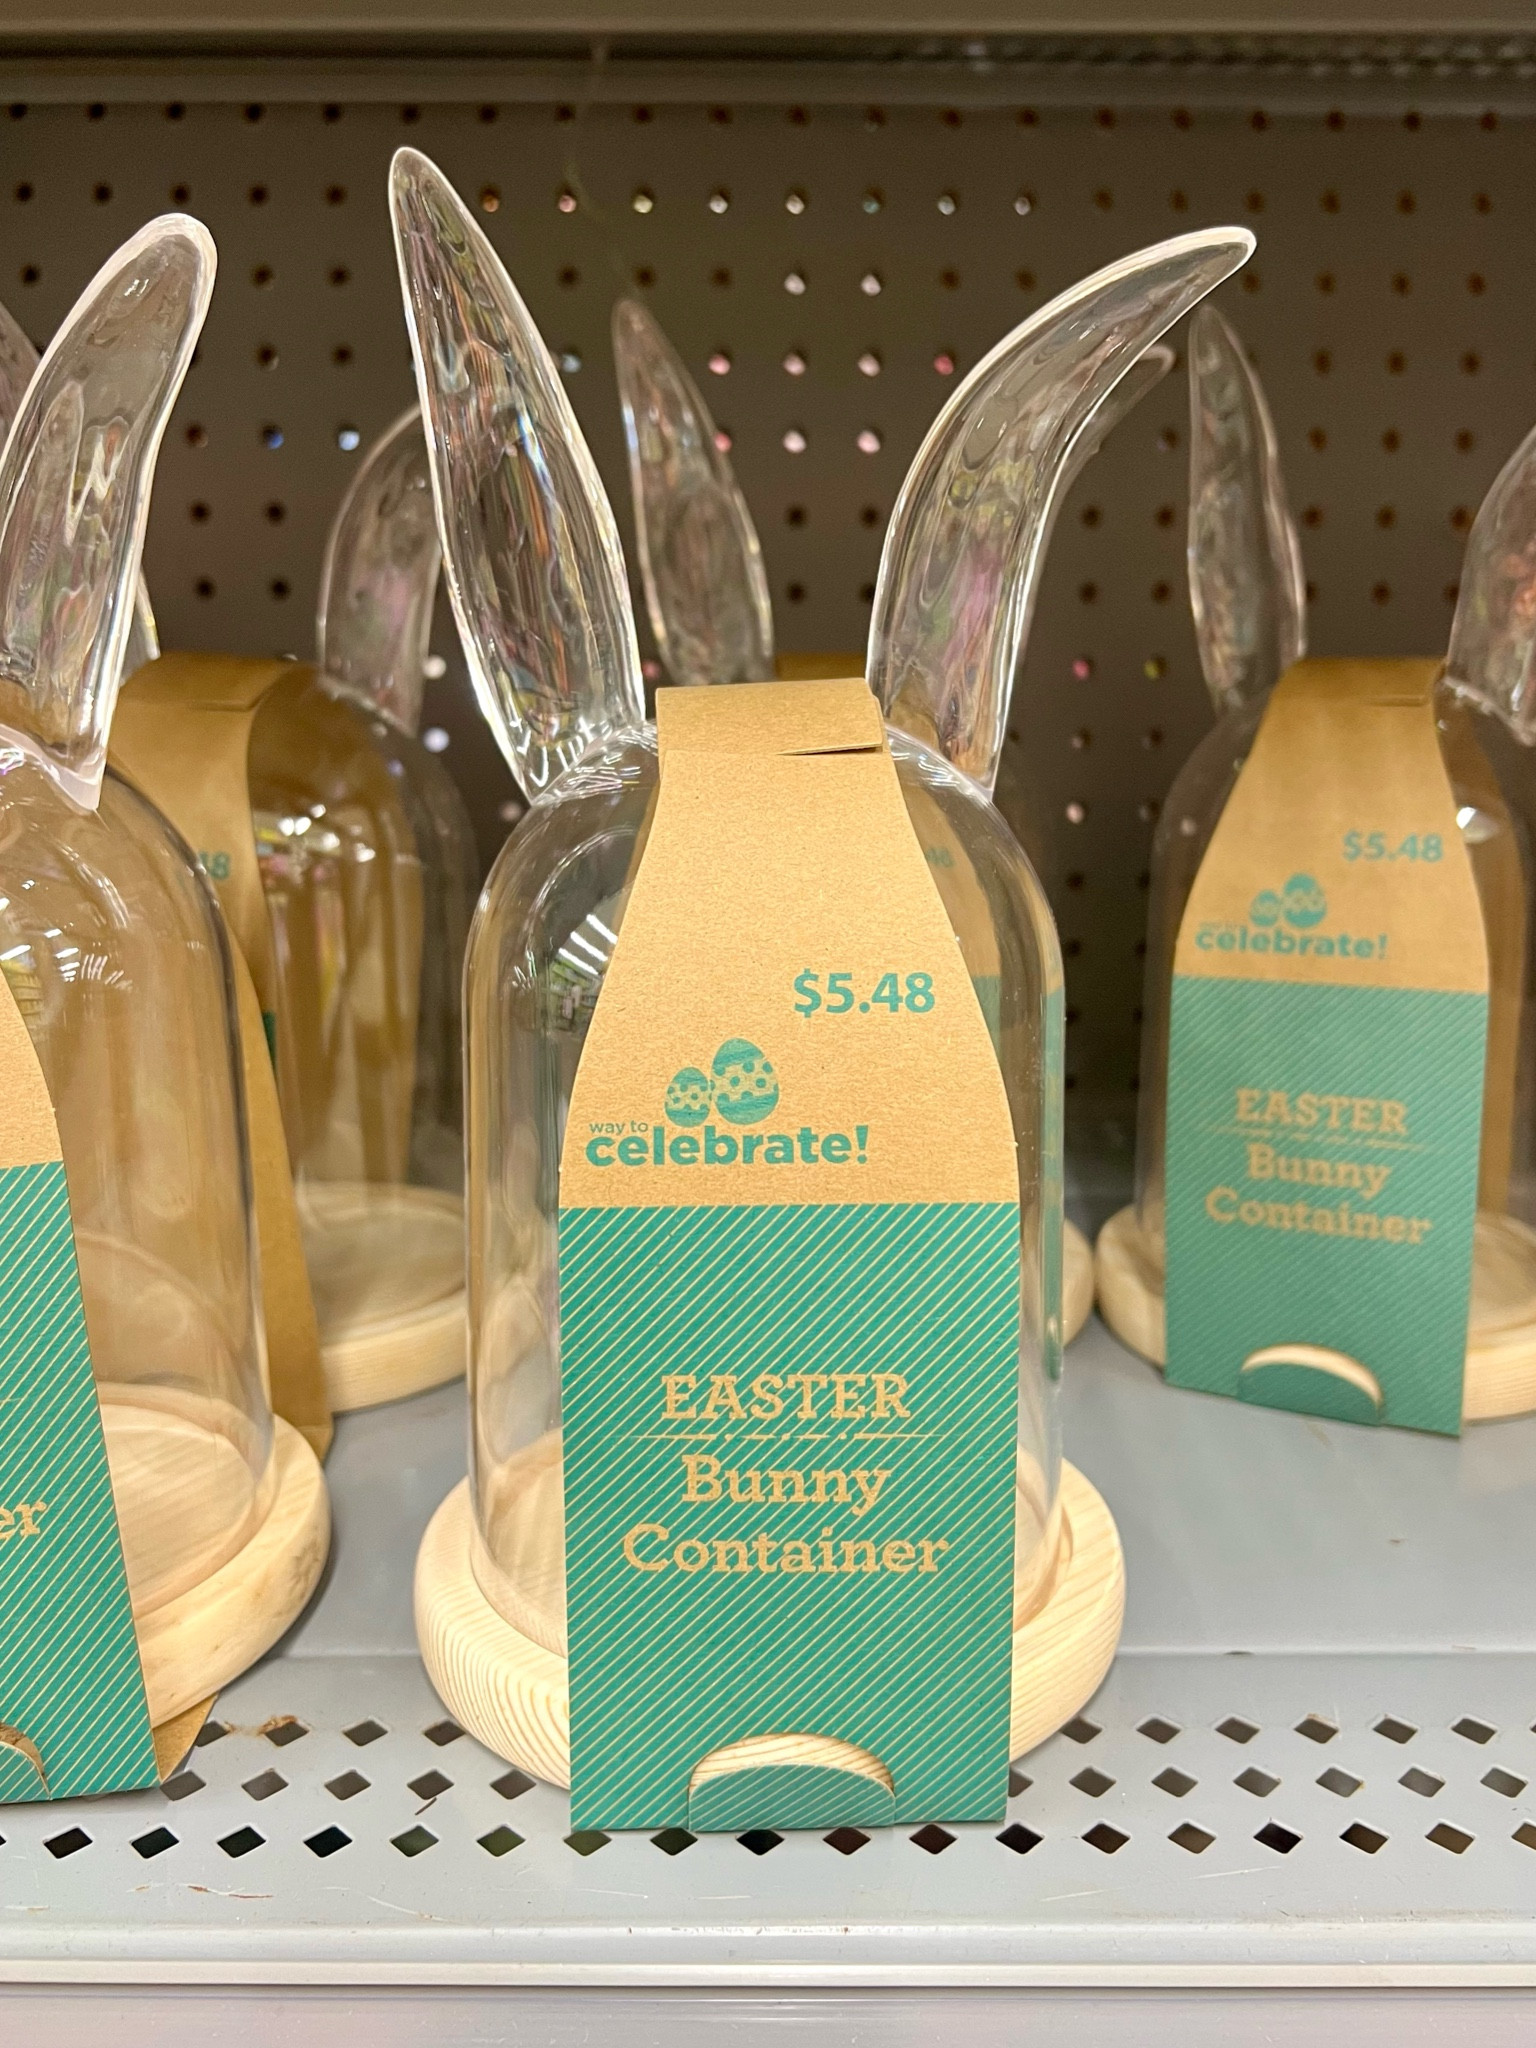 $5.48
way to
celebrate!
EASTER
Bunny
Container
$5.48
celebrate!
EASTER
Bunny
Container